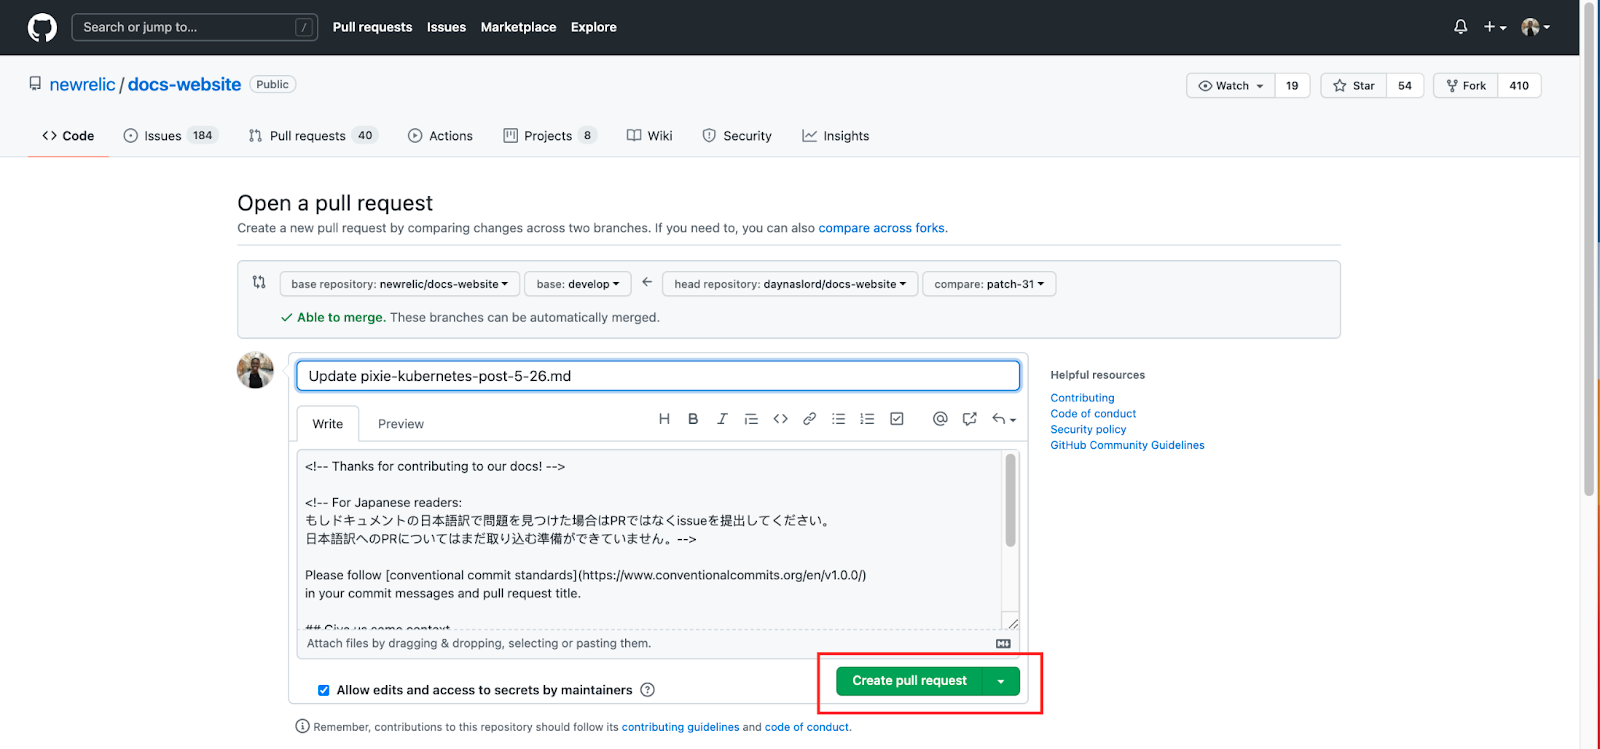 Search or jump to... /
Pull requests Issues Marketplace Explore
newrelic / docs-website Public
Watch 19 Star 54 Fork 410
Code Issues 184 Pull requests 40 Actions Projects 8 Wiki Security Insights
Open a pull request
Create a new pull request by comparing changes across two branches. If you need to, you can also compare across forks.
base repository: newrelic/docs-website base: develop ← head repository: daynaslord/docs-website compare: patch-31
Able to merge. These branches can be automatically merged.
Update pixie-kubernetes-post-5-26.md
Write Preview
<!-- Thanks for contributing to our docs! -->
<!-- For Japanese readers:
もしドキュメントの日本語訳で問題を見つけた場合はPRではなくissueを提出してください。
日本語訳へのPRについてはまだ取り込む準備ができていません。-->
Please follow [conventional commit standards](https://www.conventionalcommits.org/en/v1.0.0/)
in your commit messages and pull request title.
## Give us some context
Attach files by dragging & dropping, selecting or pasting them.
Allow edits and access to secrets by maintainers
Create pull request
Remember, contributions to this repository should follow its contributing guidelines and code of conduct.
Helpful resources
Contributing
Code of conduct
Security policy
GitHub Community Guidelines